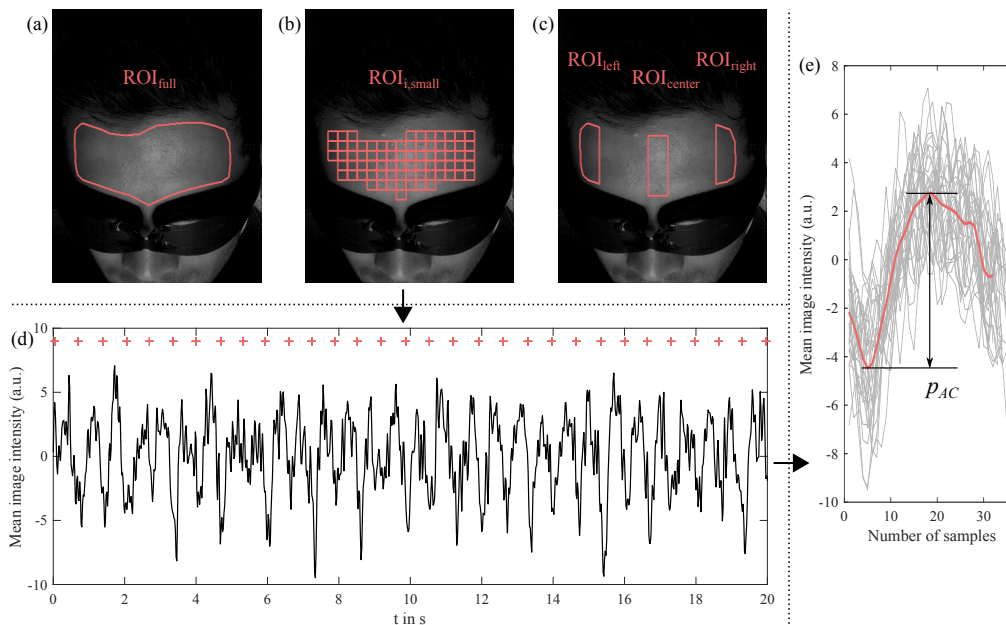 (a)
ROIfull
(b)
ROIi,small
(c)
ROIleft
ROIcenter
ROIright
(d)
Mean image intensity (a.u.)
10
5
0
-5
-10
0 2 4 6 8 10 12 14 16 18 20
t in s
(e)
Mean image intensity (a.u.)
8
6
4
2
0
-2
-4
-6
-8
-10
pAC
0 10 20 30
Number of samples